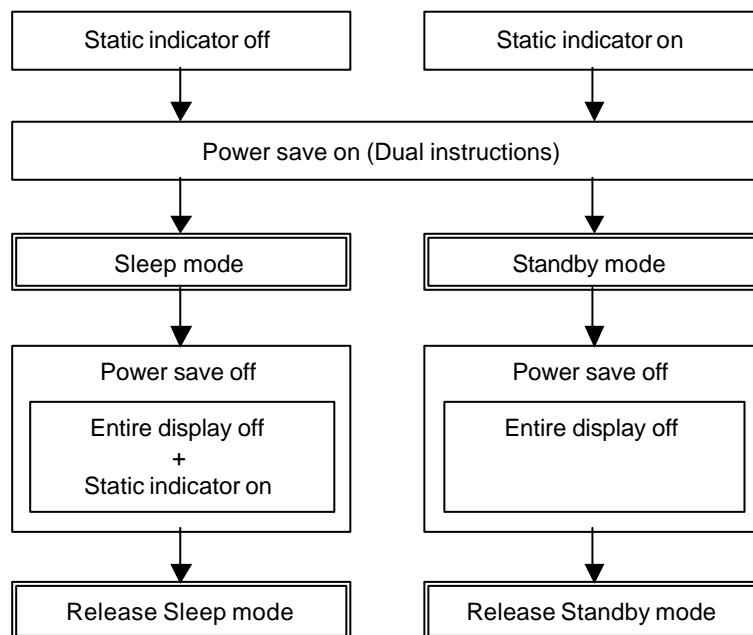 Static indicator off
Static indicator on
Power save on (Dual instructions)
Sleep mode
Standby mode
Power save off
Entire display off
+
Static indicator on
Power save off
Entire display off
Release Sleep mode
Release Standby mode